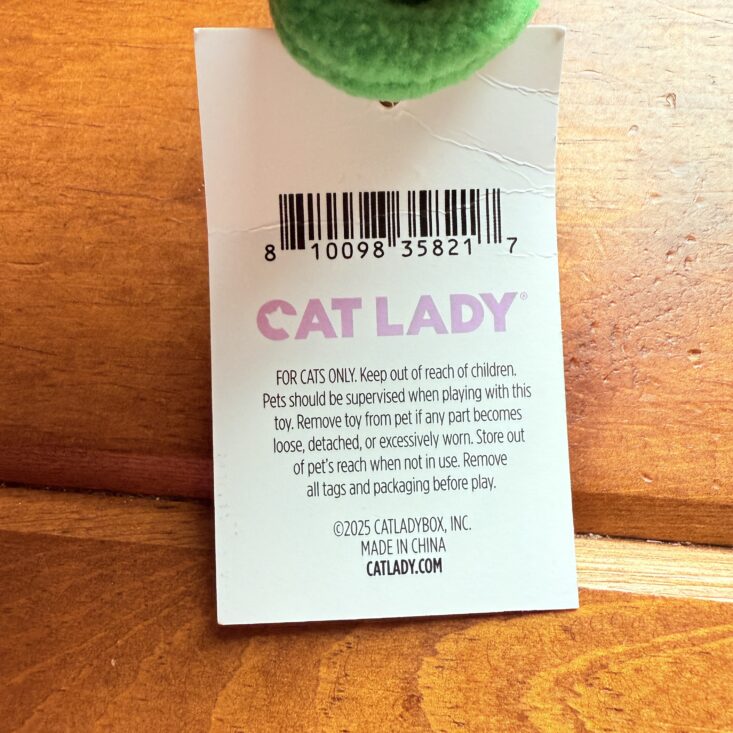 8 10098 35821 7
CAT LADY®
FOR CATS ONLY. Keep out of reach of children.
Pets should be supervised when playing with this
toy. Remove toy from pet if any part becomes
loose, detached, or excessively worn. Store out
of pet's reach when not in use. Remove
all tags and packaging before play.
©2025 CATLADYBOX, INC.
MADE IN CHINA
CATLADY.COM